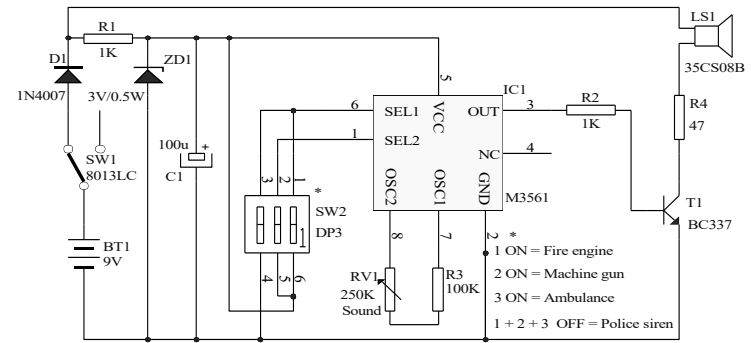 LS1
35CS08B
R1
1K
D1
1N4007
ZD1
3V/0.5W
SW1
8013LC
BT1
9V
100u
+
C1
6
SEL1
1
SEL2
5
VCC
IC1
OUT
3
NC
4
OSC2
OSC1
GND
M3561
8
7
2
*
R2
1K
R4
47
T1
BC337
3
2
1
*
SW2
DP3
1
4
5
6
RV1
250K
Sound
R3
100K
1 ON = Fire engine
2 ON = Machine gun
3 ON = Ambulance
1 + 2 + 3 OFF = Police siren